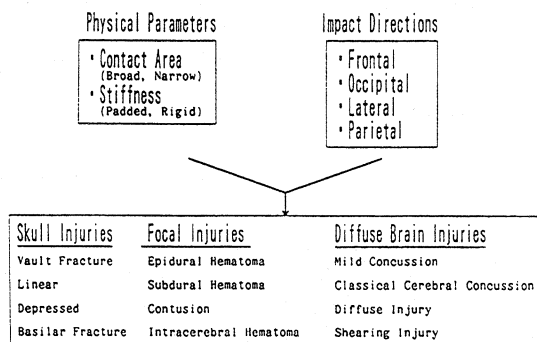 Physical Parameters
• Contact Area
(Broad, Narrow)
• Stiffness
(Padded, Rigid)
Impact Directions
• Frontal
• Occipital
• Lateral
• Parietal
Skull Injuries
Vault Fracture
Linear
Depressed
Basilar Fracture
Focal Injuries
Epidural Hematoma
Subdural Hematoma
Contusion
Intracerebral Hematoma
Diffuse Brain Injuries
Mild Concussion
Classical Cerebral Concussion
Diffuse Injury
Shearing Injury